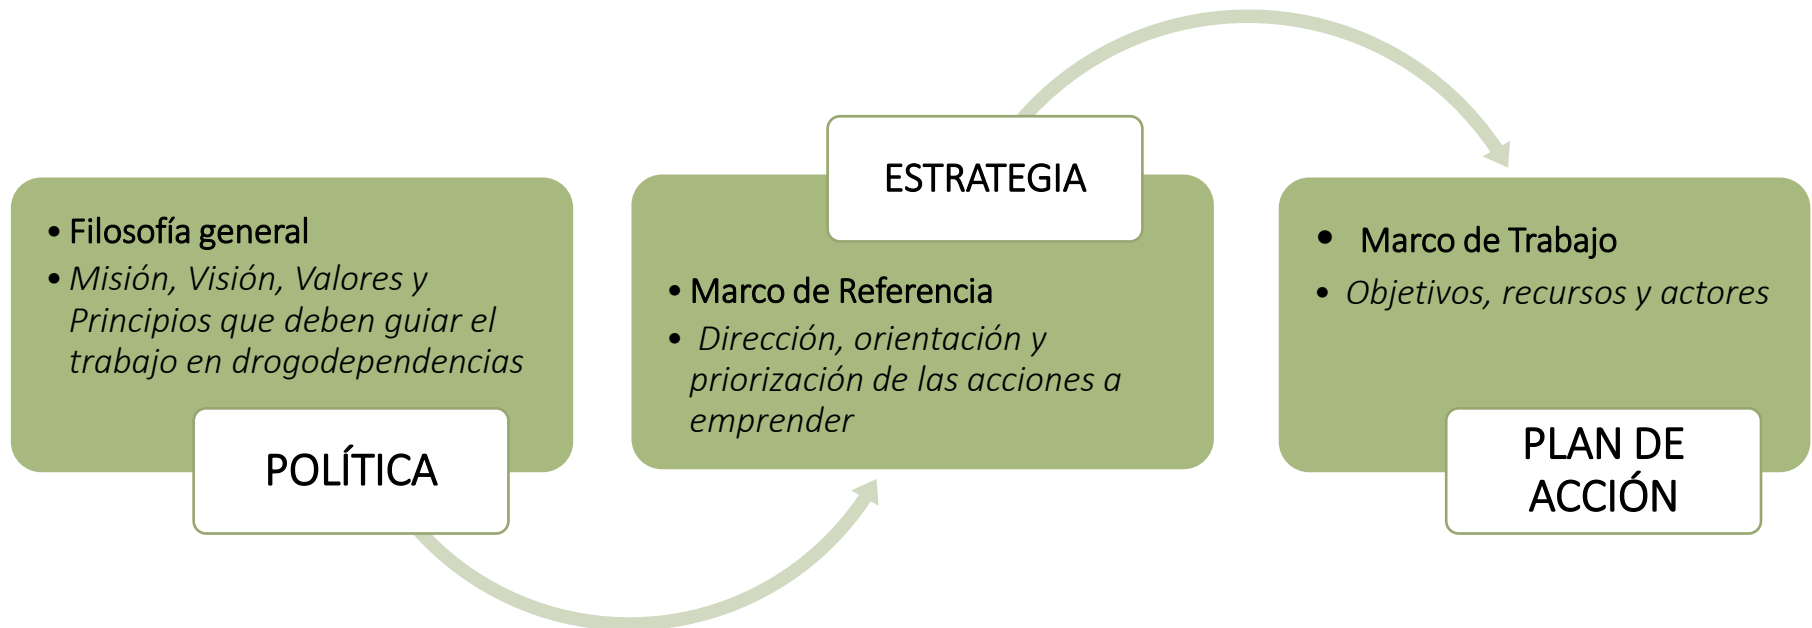 • Filosofía general
• Misión, Visión, Valores y
Principios que deben guiar el
trabajo en drogodependencias
POLÍTICA
ESTRATEGIA
• Marco de Referencia
• Dirección, orientación y
priorización de las acciones a
emprender
• Marco de Trabajo
• Objetivos, recursos y actores
PLAN DE
ACCIÓN